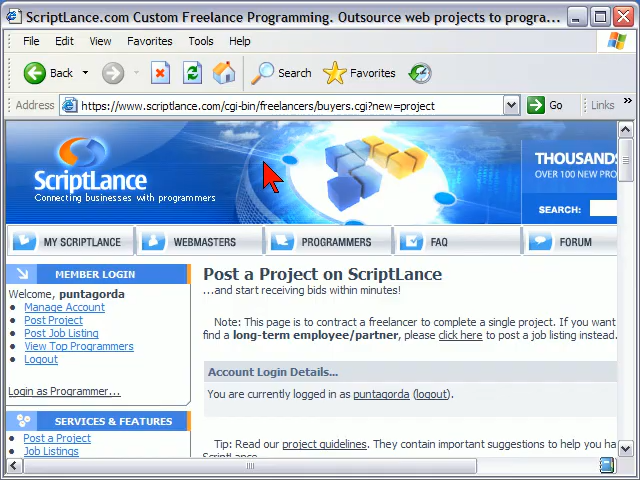 ScriptLance.com Custom Freelance Programming. Outsource web projects to progra...
File Edit View Favorites Tools Help
Back Search Favorites
Address https://www.scriptlance.com/cgi-bin/freelancers/buyers.cgi?new=project Go Links »
ScriptLance
Connecting businesses with programmers
THOUSANDS
OVER 100 NEW PRO
SEARCH:
MY SCRIPTLANCE WEBMASTERS PROGRAMMERS FAQ FORUM
MEMBER LOGIN
Welcome, puntagorda
Manage Account
Post Project
Post Job Listing
View Top Programmers
Logout
Login as Programmer...
SERVICES & FEATURES
Post a Project
Job Listings
Post a Project on ScriptLance
...and start receiving bids within minutes!
Note: This page is to contract a freelancer to complete a single project. If you want
find a long-term employee/partner, please click here to post a job listing instead.
Account Login Details...
You are currently logged in as puntagorda (logout).
Tip: Read our project guidelines. They contain important suggestions to help you ha
ScriptLance.